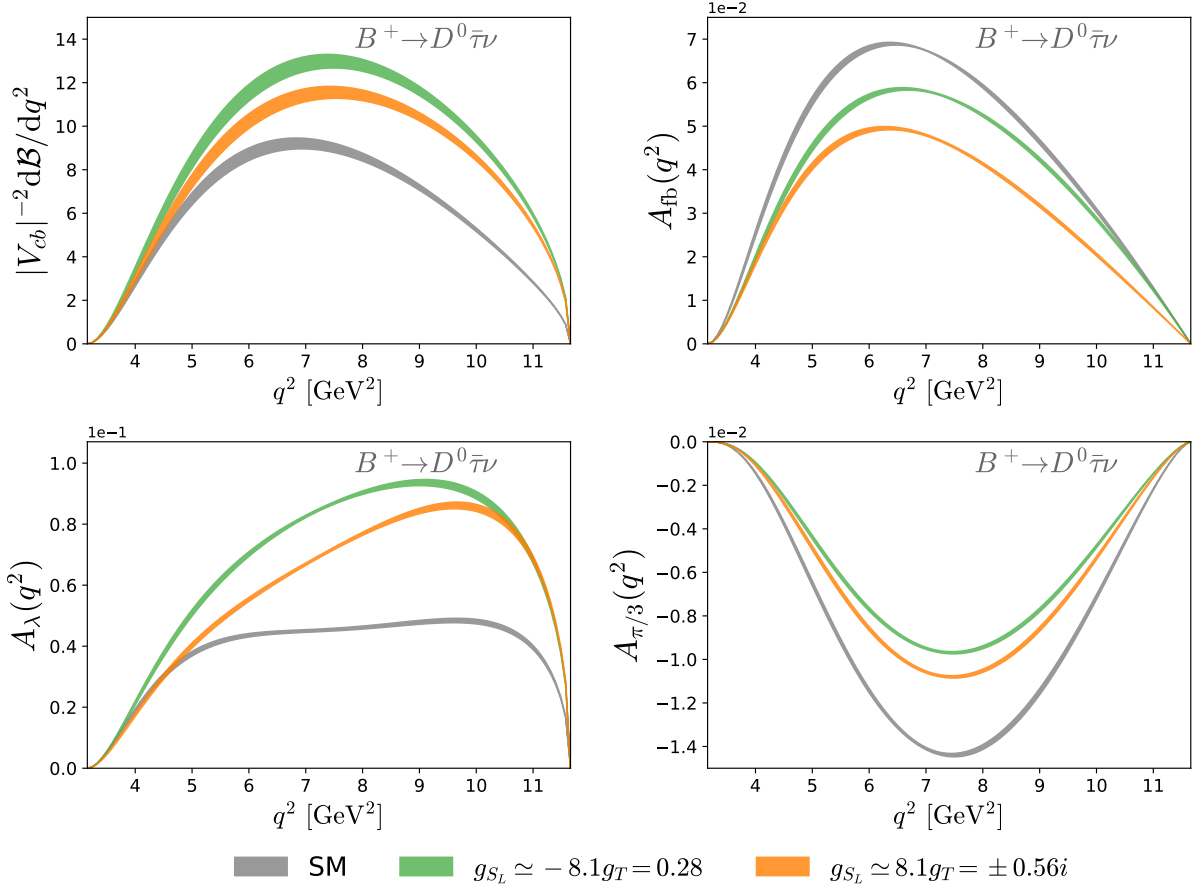 B⁺→D⁰τ̄ν
|V_cb|⁻²dℬ/dq²
14
12
10
8
6
4
2
0
4 5 6 7 8 9 10 11
q² [GeV²]
1e−2
B⁺→D⁰τ̄ν
A_fb(q²)
7
6
5
4
3
2
1
0
4 5 6 7 8 9 10 11
q² [GeV²]
1e−1
B⁺→D⁰τ̄ν
A_λ(q²)
1.0
0.8
0.6
0.4
0.2
0.0
4 5 6 7 8 9 10 11
q² [GeV²]
1e−2
B⁺→D⁰τ̄ν
A_π/3(q²)
0.0
−0.2
−0.4
−0.6
−0.8
−1.0
−1.2
−1.4
4 5 6 7 8 9 10 11
q² [GeV²]
SM
g_{S_L} ≃ −8.1g_T = 0.28
g_{S_L} ≃ 8.1g_T = ±0.56i